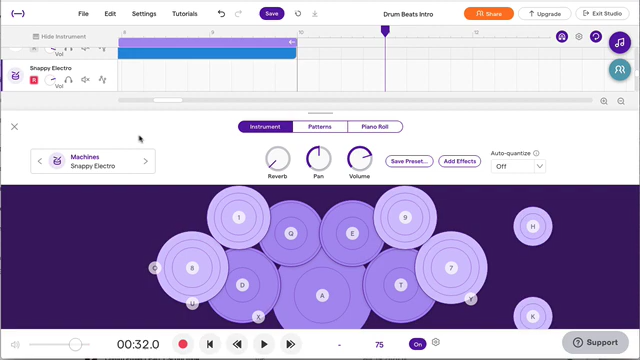 (—) File Edit Settings Tutorials Save Drum Beats Intro Share Upgrade Exit Studio
Hide Instrument 8 9 10 12
Vol
Snappy Electro
R
Vol
Instrument Patterns Piano Roll
Machines
Snappy Electro
Reverb Pan Volume
Save Preset... Add Effects
Auto-quantize
Off
1 9
Q E H
8 7
D A T
U X Y
K
00:32.0 - 75 On
Support